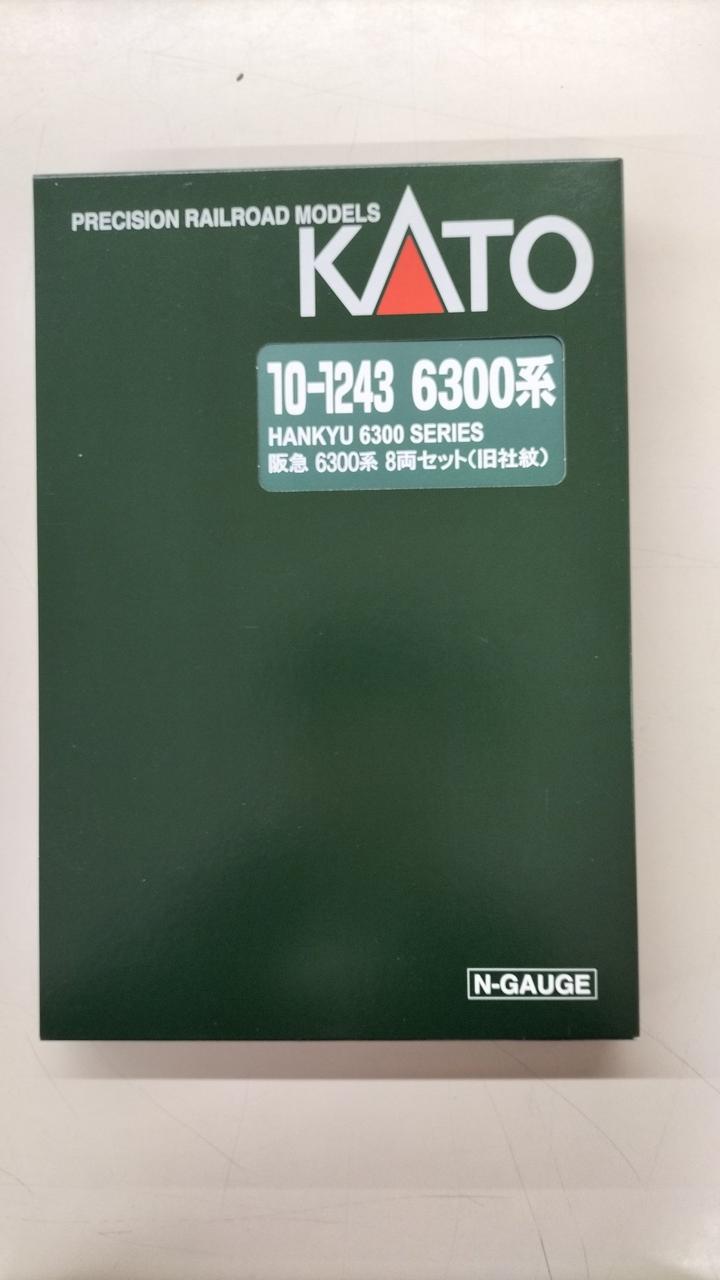 PRECISION RAILROAD MODELS
KATO
10-1243 6300系
HANKYU 6300 SERIES
阪急 6300系 8両セット(旧社紋)
N-GAUGE